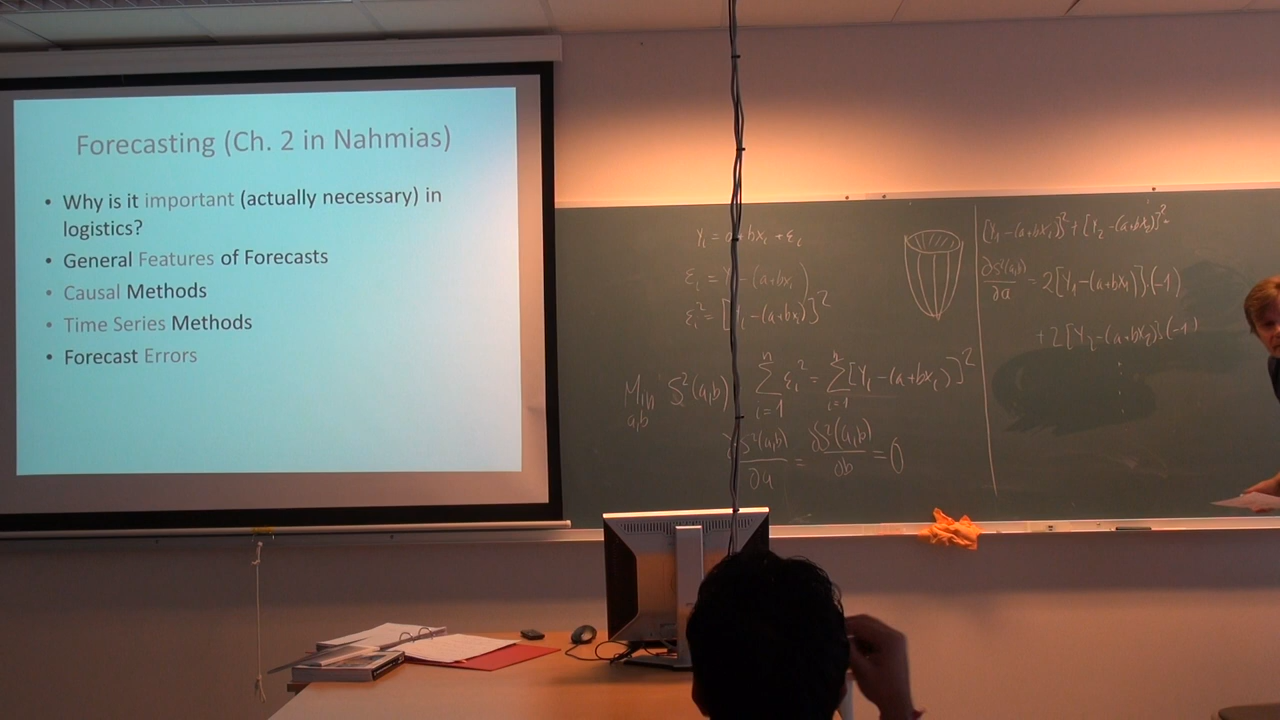 Forecasting (Ch. 2 in Nahmias)
• Why is it important (actually necessary) in
logistics?
• General Features of Forecasts
• Causal Methods
• Time Series Methods
• Forecast Errors
Yᵢ = a+bxᵢ+εᵢ
εᵢ = Y -(a+bxᵢ)
εᵢ² = [Yᵢ-(a+bxᵢ)]²
Min S²(a,b) Σ εᵢ² = Σ [Yᵢ-(a+bxᵢ)]²
a,b i=1 i=1
∂S²(a,b)/∂a = ∂S²(a,b)/∂b = 0
[Y₁-(a+bx₁)]²+[Y₂-(a+bx₂)]²
∂S²(a,b)/∂a = 2[Y₁-(a+bx₁)]·(-1)
+2[Y₂-(a+bx₂)]·(-1)